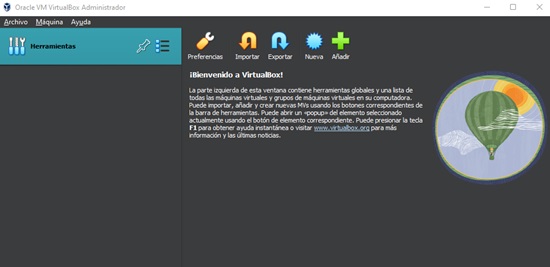 Oracle VM VirtualBox Administrador
Archivo Máquina Ayuda
Herramientas
Preferencias Importar Exportar Nueva Añadir
¡Bienvenido a VirtualBox!
La parte izquierda de esta ventana contiene herramientas globales y una lista de
todas las máquinas virtuales y grupos de máquinas virtuales en su computadora.
Puede importar, añadir y crear nuevas MVs usando los botones correspondientes de
la barra de herramientas. Puede abrir un «popup» del elemento seleccionado
actualmente usando el botón de elemento correspondiente. Puede presionar la tecla
F1 para obtener ayuda instantánea o visitar www.virtualbox.org para más
información y las últimas noticias.